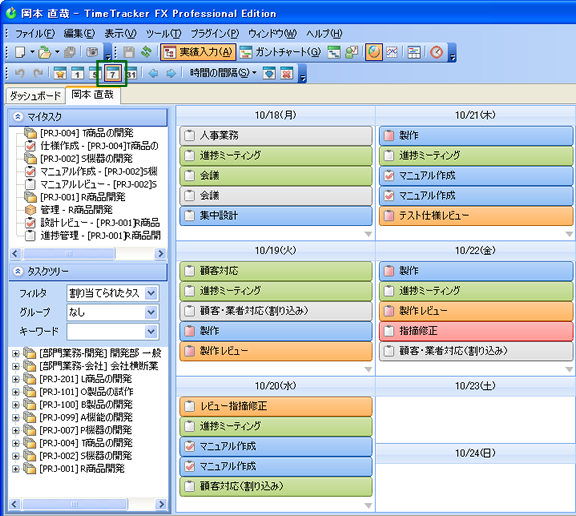 岡本 直哉 - TimeTracker FX Professional Edition
ファイル(F) 編集(E) 表示(V) ツール(T) プラグイン(P) ウィンドウ(W) ヘルプ(H)
実績入力(A) ガントチャート(G)
1 5 7 31 時間の間隔(S)
ダッシュボード 岡本 直哉
マイタスク
[PRJ-004] T商品の開発
仕様作成 - [PRJ-004]T商品の
[PRJ-002] S機器の開発
マニュアル作成 - [PRJ-002]S機
マニュアルレビュー - [PRJ-002]S
[PRJ-001] R商品開発
管理 - R商品開発
設計レビュー - [PRJ-001]R商品
進捗管理 - [PRJ-001]R商品開
タスクツリー
フィルタ 割り当てられたタス
グループ なし
キーワード
[部門業務-開発] 開発部 一般
[部門業務-会社] 会社横断業
[PRJ-201] L商品の開発
[PRJ-101] O製品の試作
[PRJ-100] B製品の開発
[PRJ-099] A機能の開発
[PRJ-007] P機器の開発
[PRJ-004] T商品の開発
[PRJ-002] S機器の開発
[PRJ-001] R商品開発
10/18(月)
人事業務
進捗ミーティング
会議
会議
集中設計
10/19(火)
顧客対応
進捗ミーティング
顧客・業者対応(割り込み)
製作
製作レビュー
10/20(水)
レビュー指摘修正
進捗ミーティング
マニュアル作成
マニュアル作成
顧客対応(割り込み)
10/21(木)
製作
進捗ミーティング
マニュアル作成
マニュアル作成
テスト仕様レビュー
10/22(金)
製作
進捗ミーティング
製作レビュー
指摘修正
顧客・業者対応(割り込み)
10/23(土)
10/24(日)